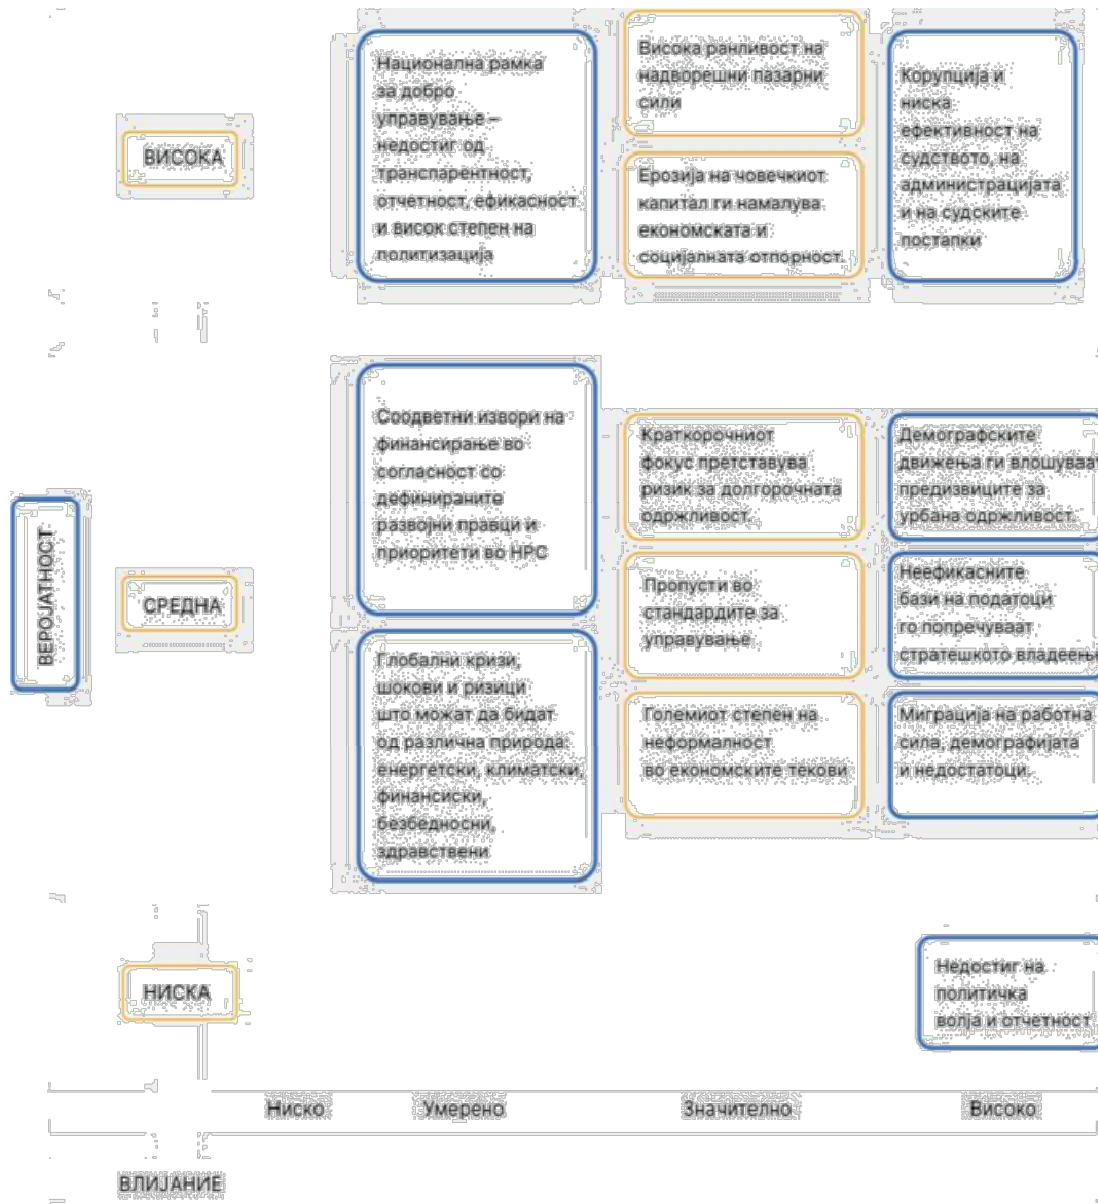 ВИСОКА
Национална рамка
за добро
управување –
недостиг од
транспарентност,
отчетност, ефикасност
и висок степен на
политизација
Висока ранливост на
надворешни пазарни
сили
Ерозија на човечкиот
капитал ги намалува
економската и
социјалната отпорност.
Корупција и
ниска
ефективност на
судството, на
администрацијата
и на судските
постапки
ВЕРОЈАТНОСТ
СРЕДНА
Соодветни извори на
финансирање во
согласност со
дефинираните
развојни правци и
приоритети во НРС
Глобални кризи,
шокови и ризици
што можат да бидат
од различна природа:
енергетски, климатски,
финансиски,
безбедносни,
здравствени
Краткорочниот
фокус претставува
ризик за долгорочната
одржливост.
Пропусти во
стандардите за
управување
Големиот степен на
неформалност
во економските текови
Демографските
движења ги влошуваат
предизвиците за
урбана одржливост.
Неефикасните
бази на податоци
го попречуваат
стратешкото владеење
Миграција на работна
сила, демографијата
и недостатоци.
НИСКА
Недостиг на
политичка
волја и отчетност
Ниско
Умерено
Значително
Високо
ВЛИЈАНИЕ